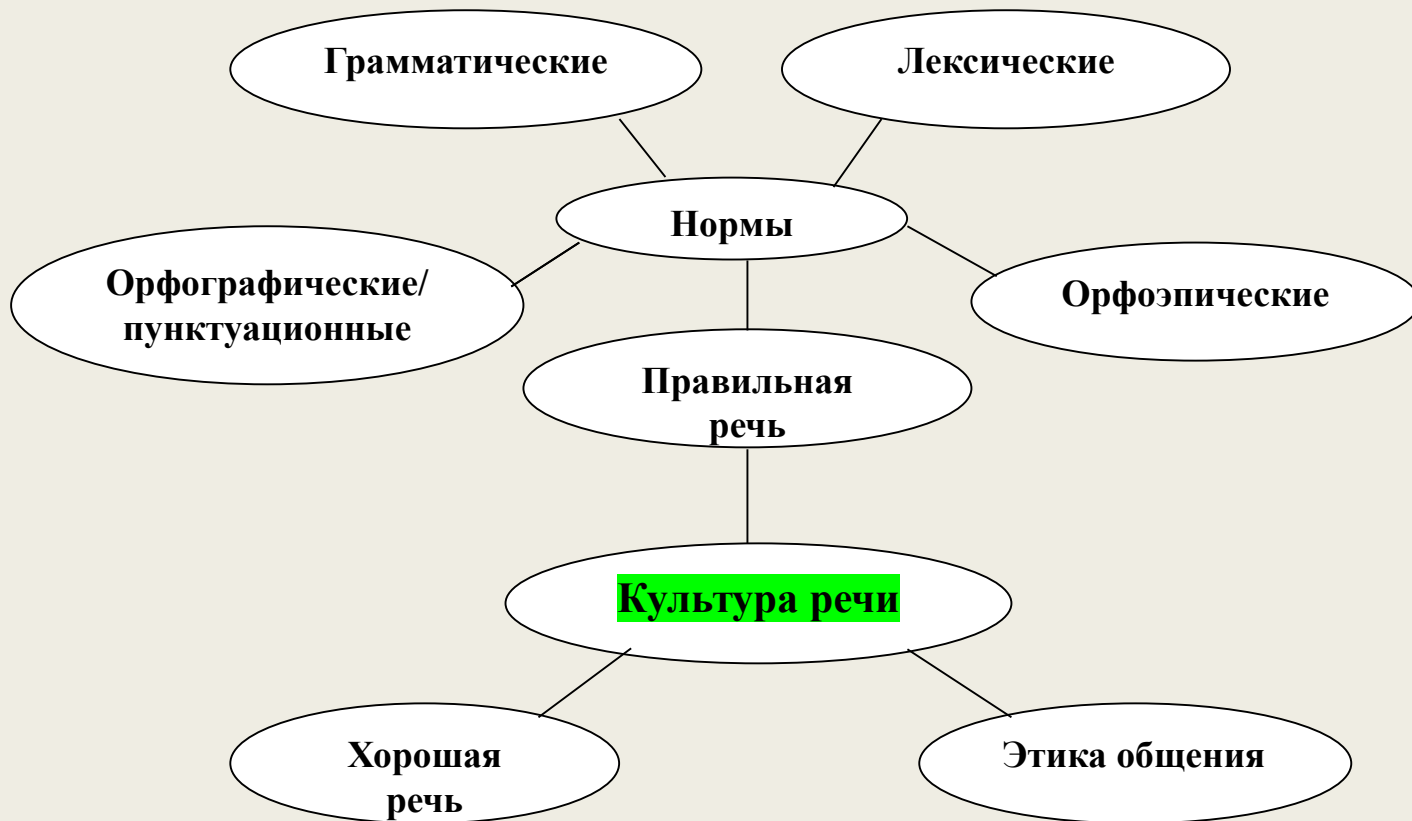 Грамматические
Лексические
Нормы
Орфографические/
пунктуационные
Орфоэпические
Правильная
речь
Культура речи
Хорошая
речь
Этика общения